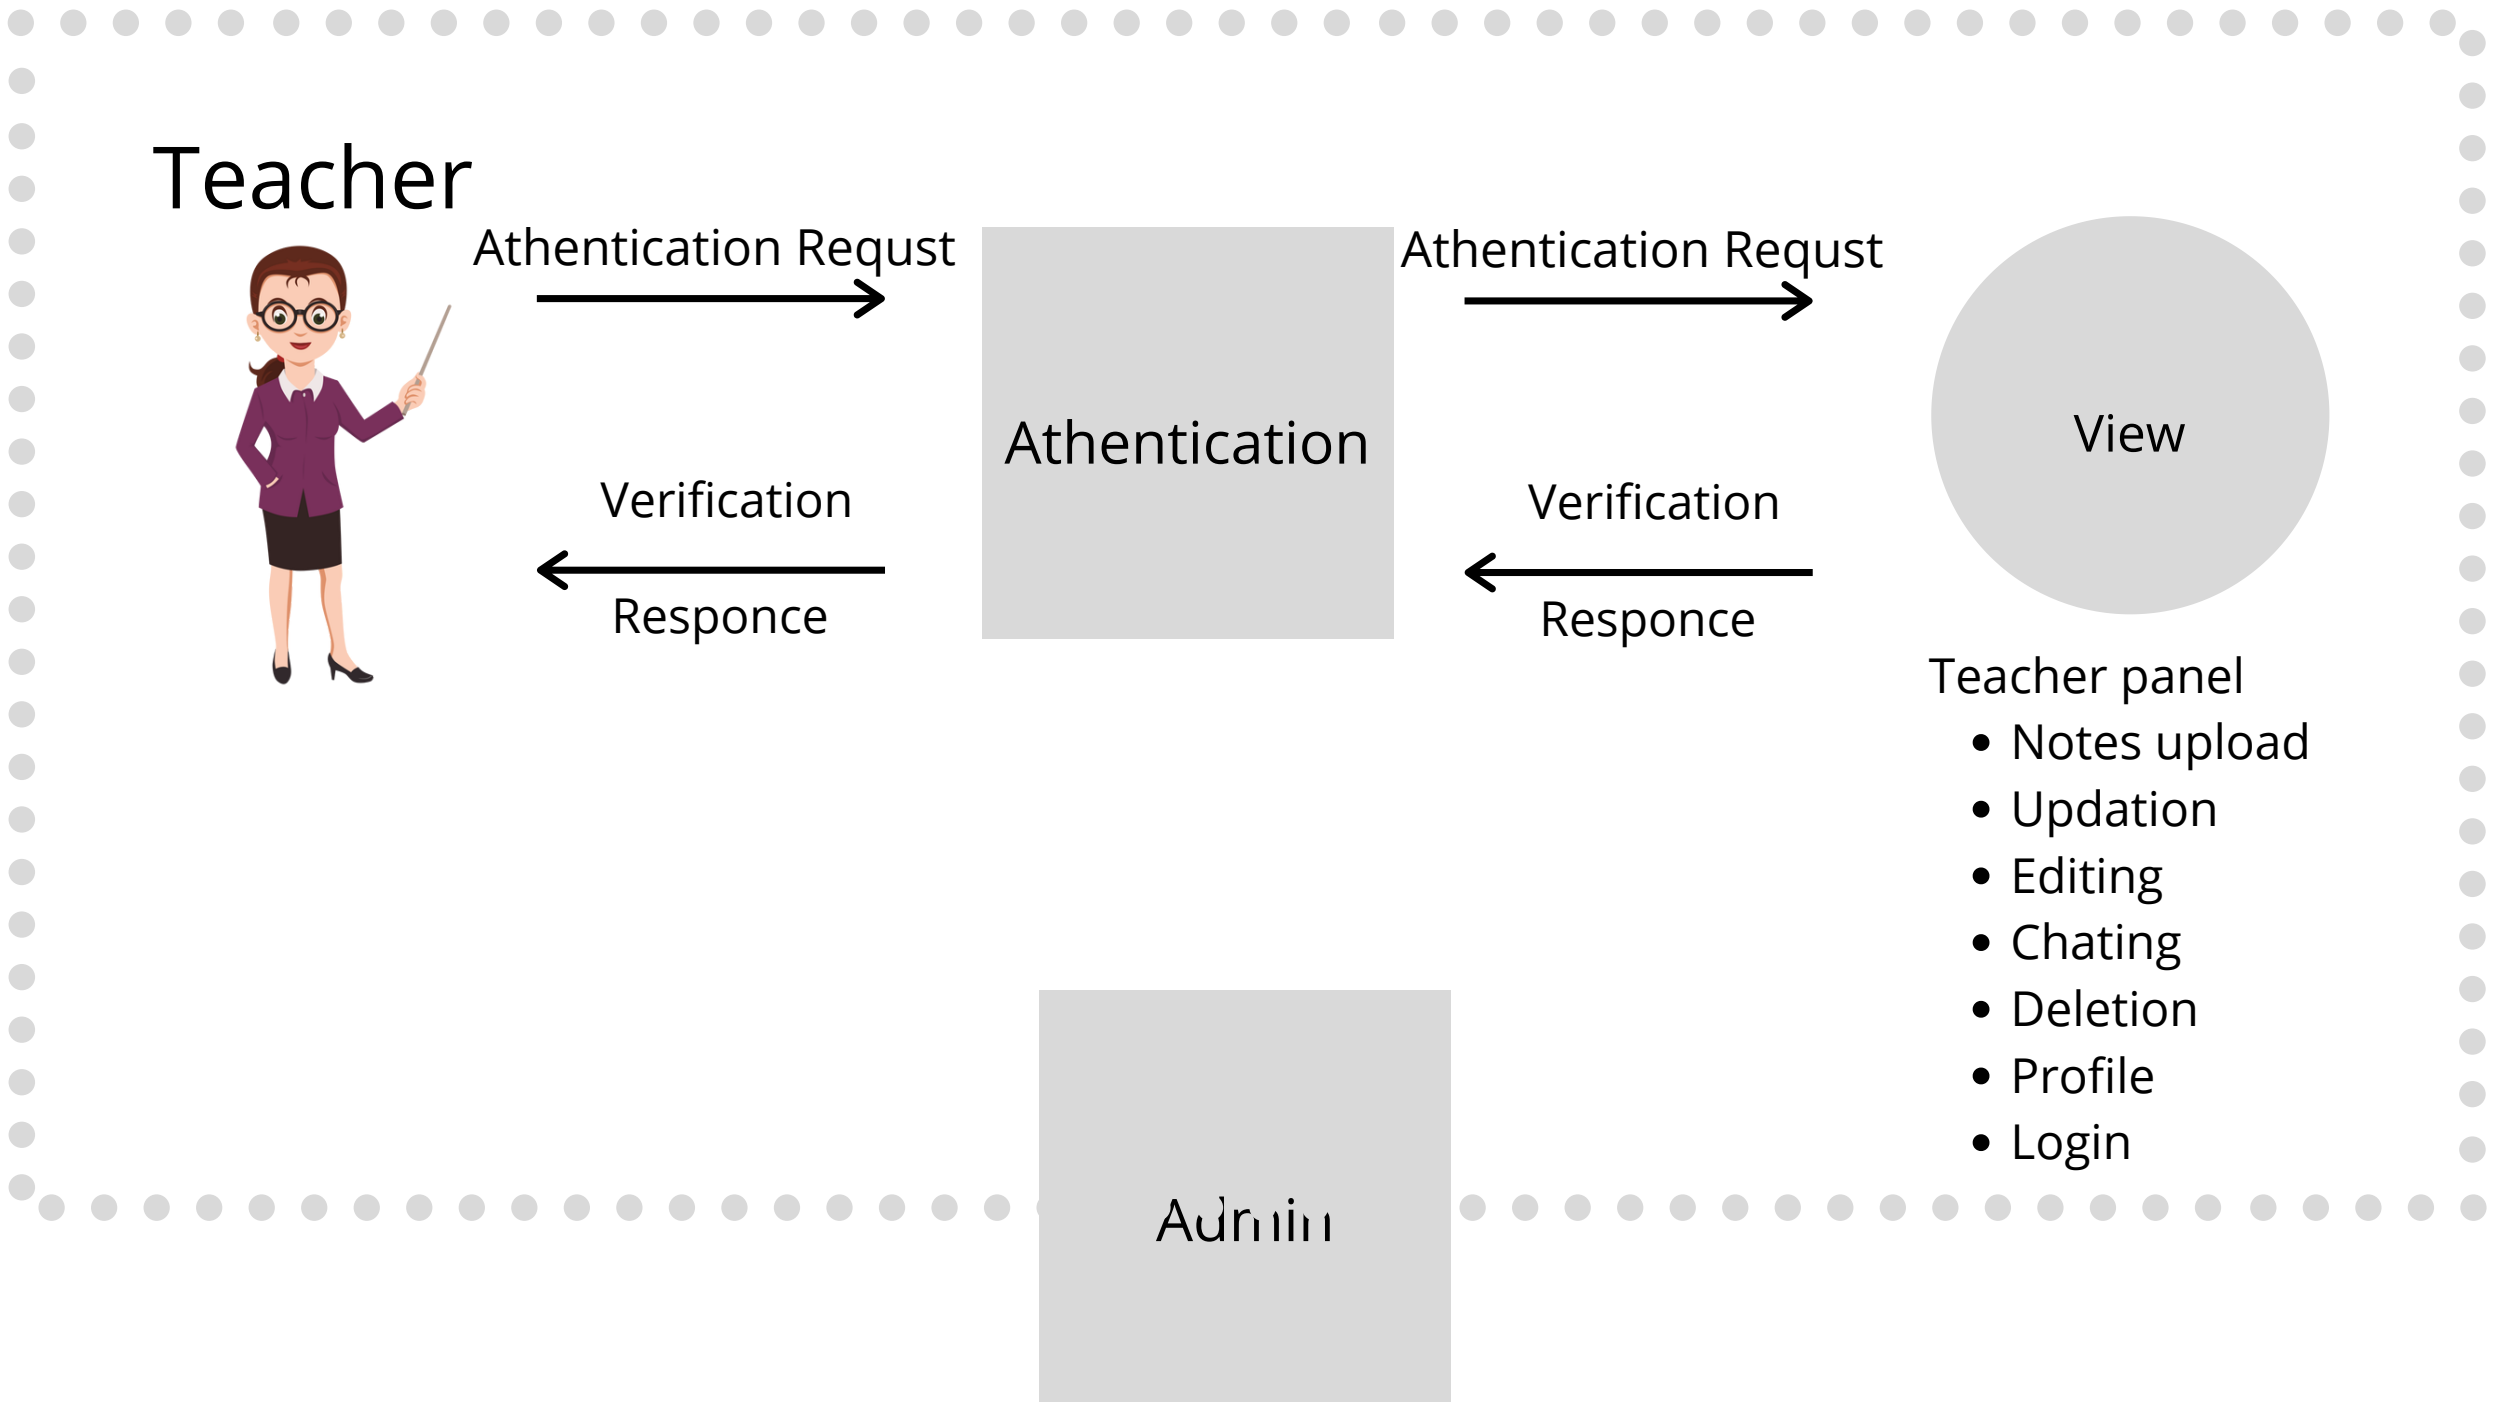 Teacher
Athentication Requst
Athentication Requst
Athentication
View
Verification
Verification
Responce
Responce
Teacher panel
Notes upload
Updation
Editing
Chating
Deletion
Profile
Login
Admin